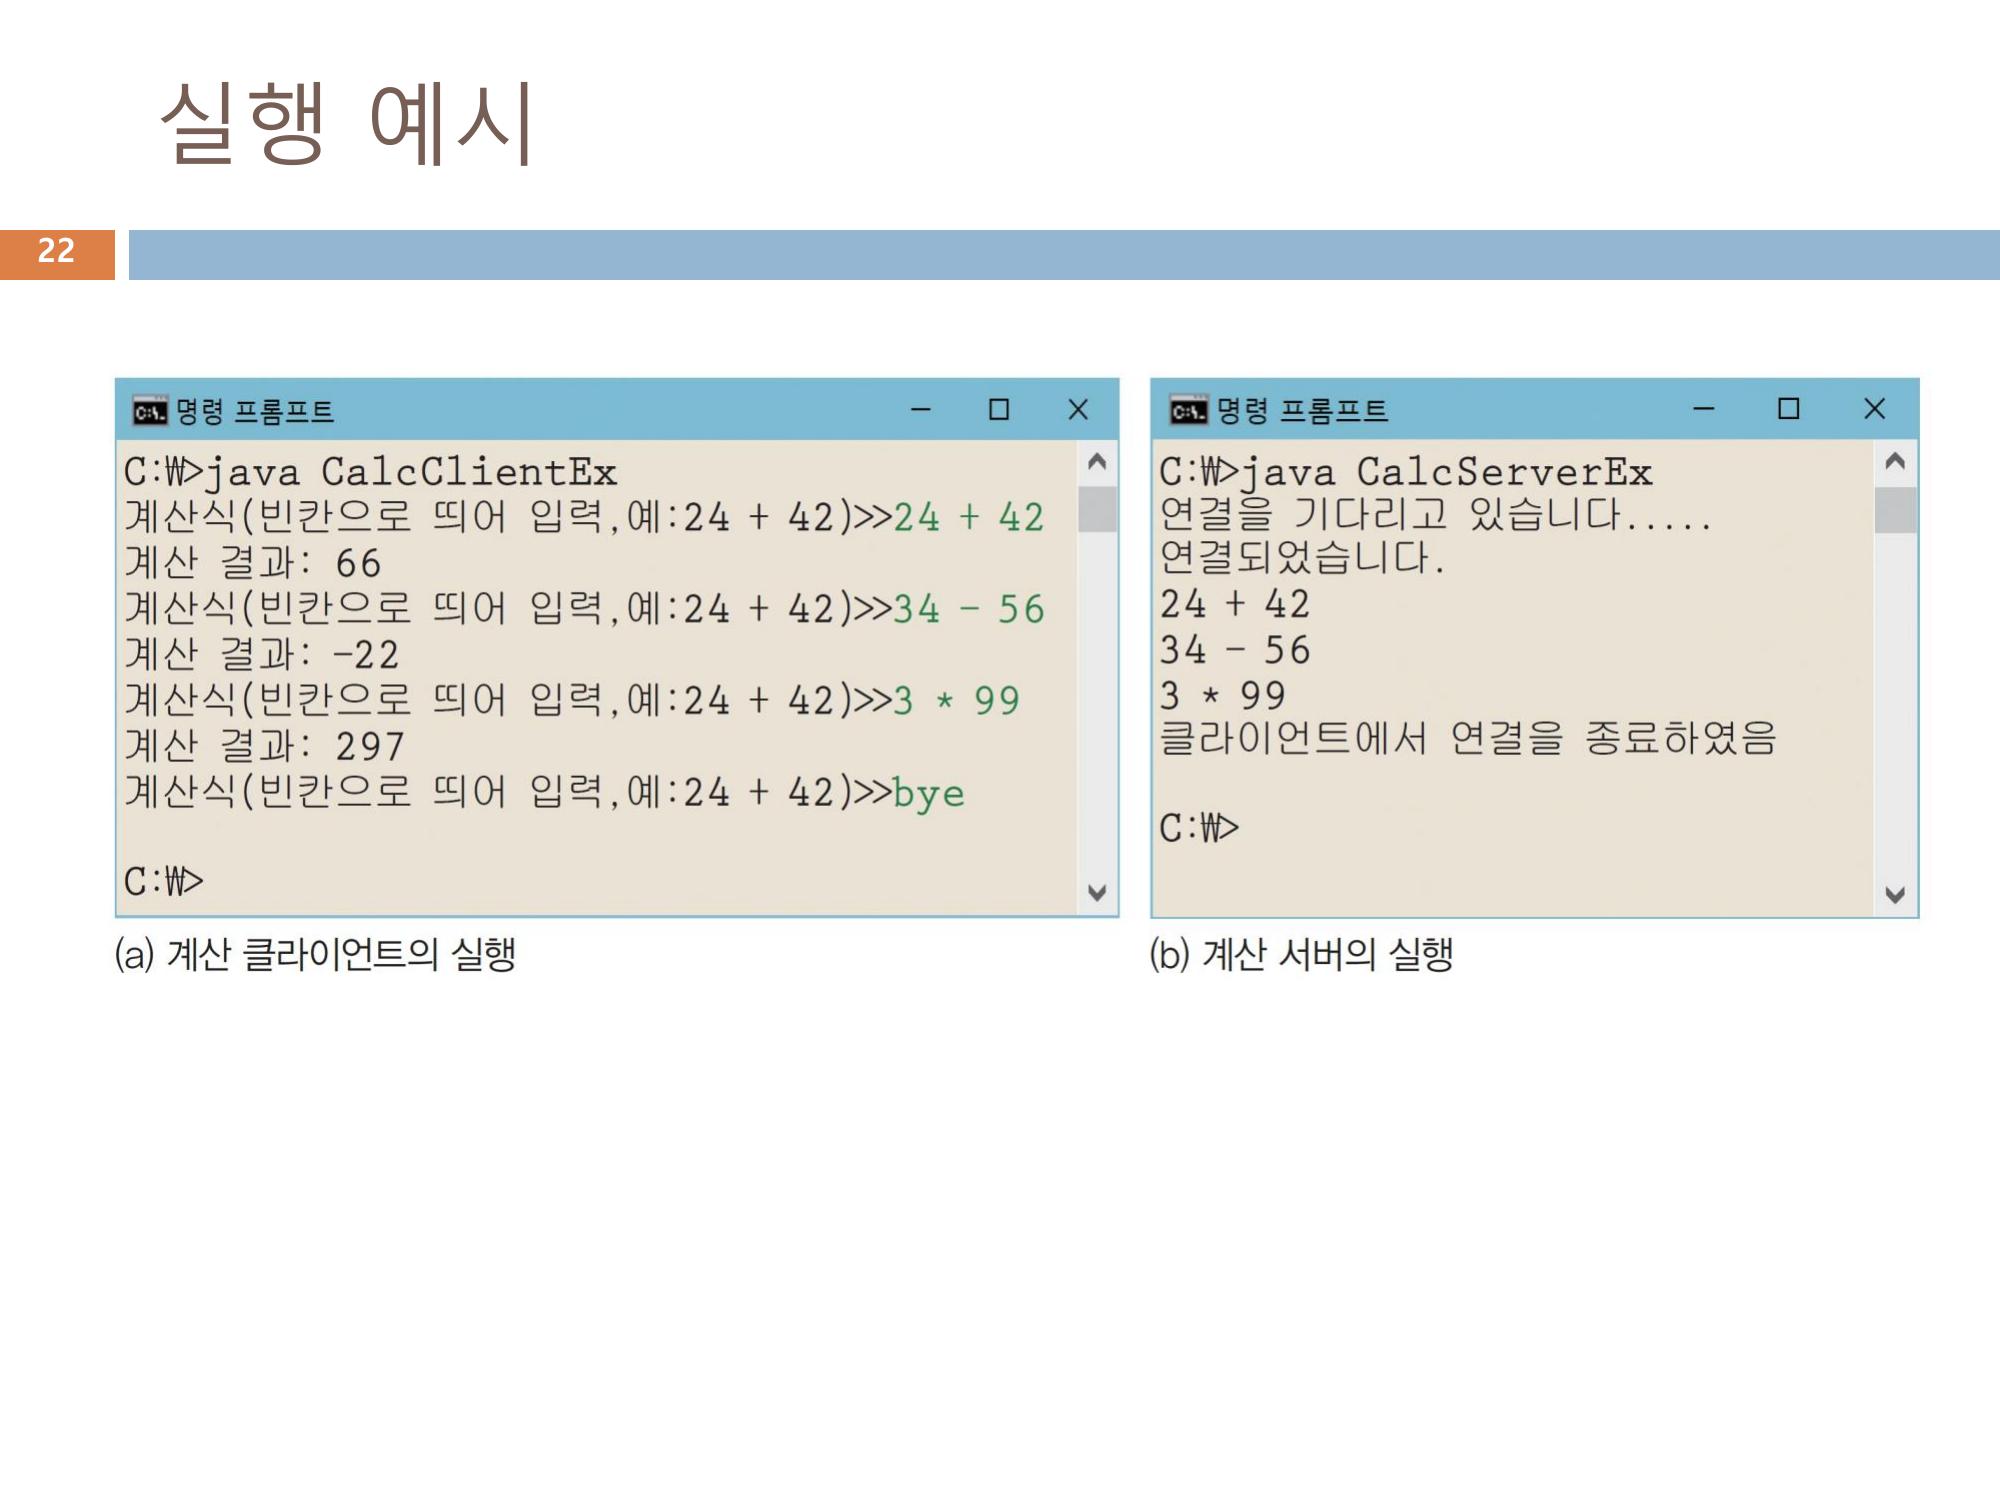 실행 예시
22
명령 프롬프트
C:₩>java CalcClientEx
계산식(빈칸으로 띄어 입력,예:24 + 42)>>24 + 42
계산 결과: 66
계산식(빈칸으로 띄어 입력,예:24 + 42)>>34 - 56
계산 결과: -22
계산식(빈칸으로 띄어 입력,예:24 + 42)>>3 * 99
계산 결과: 297
계산식(빈칸으로 띄어 입력,예:24 + 42)>>bye
C:₩>
(a) 계산 클라이언트의 실행
명령 프롬프트
C:₩>java CalcServerEx
연결을 기다리고 있습니다.....
연결되었습니다.
24 + 42
34 - 56
3 * 99
클라이언트에서 연결을 종료하였음
C:₩>
(b) 계산 서버의 실행